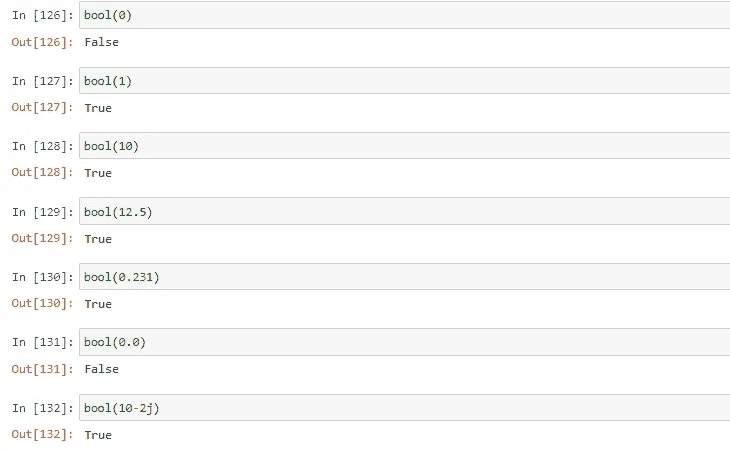 In [126]: bool(0)
Out[126]: False
In [127]: bool(1)
Out[127]: True
In [128]: bool(10)
Out[128]: True
In [129]: bool(12.5)
Out[129]: True
In [130]: bool(0.231)
Out[130]: True
In [131]: bool(0.0)
Out[131]: False
In [132]: bool(10-2j)
Out[132]: True